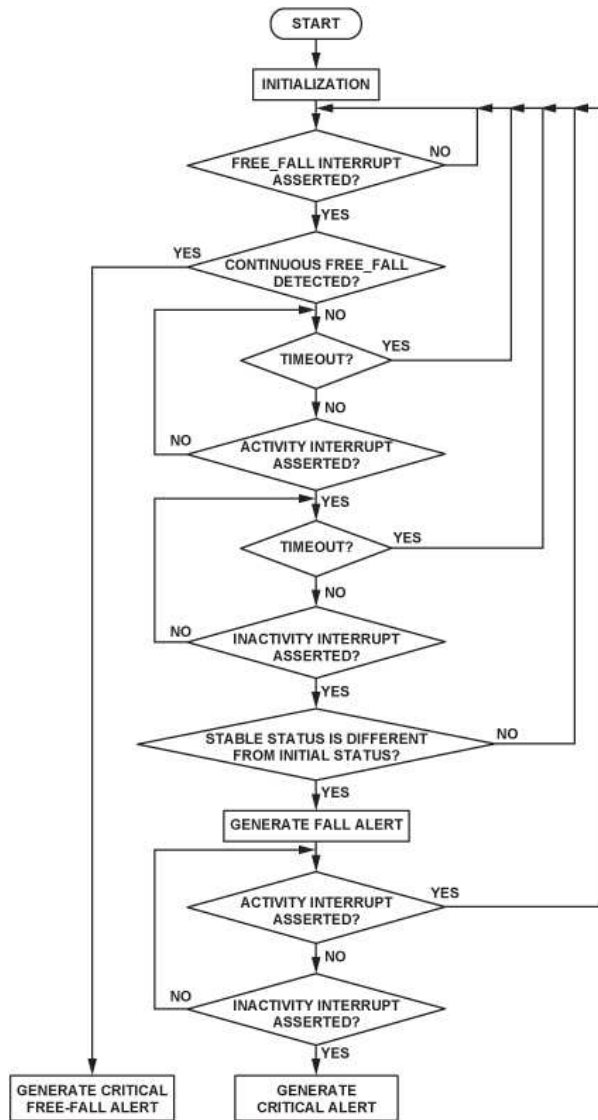 START
INITIALIZATION
FREE_FALL INTERRUPT
ASSERTED?
NO
YES
YES
CONTINUOUS FREE_FALL
DETECTED?
NO
TIMEOUT?
YES
NO
NO
ACTIVITY INTERRUPT
ASSERTED?
YES
TIMEOUT?
YES
NO
NO
INACTIVITY INTERRUPT
ASSERTED?
YES
STABLE STATUS IS DIFFERENT
FROM INITIAL STATUS?
NO
YES
GENERATE FALL ALERT
ACTIVITY INTERRUPT
ASSERTED?
YES
NO
NO
INACTIVITY INTERRUPT
ASSERTED?
YES
GENERATE CRITICAL
FREE-FALL ALERT
GENERATE
CRITICAL ALERT